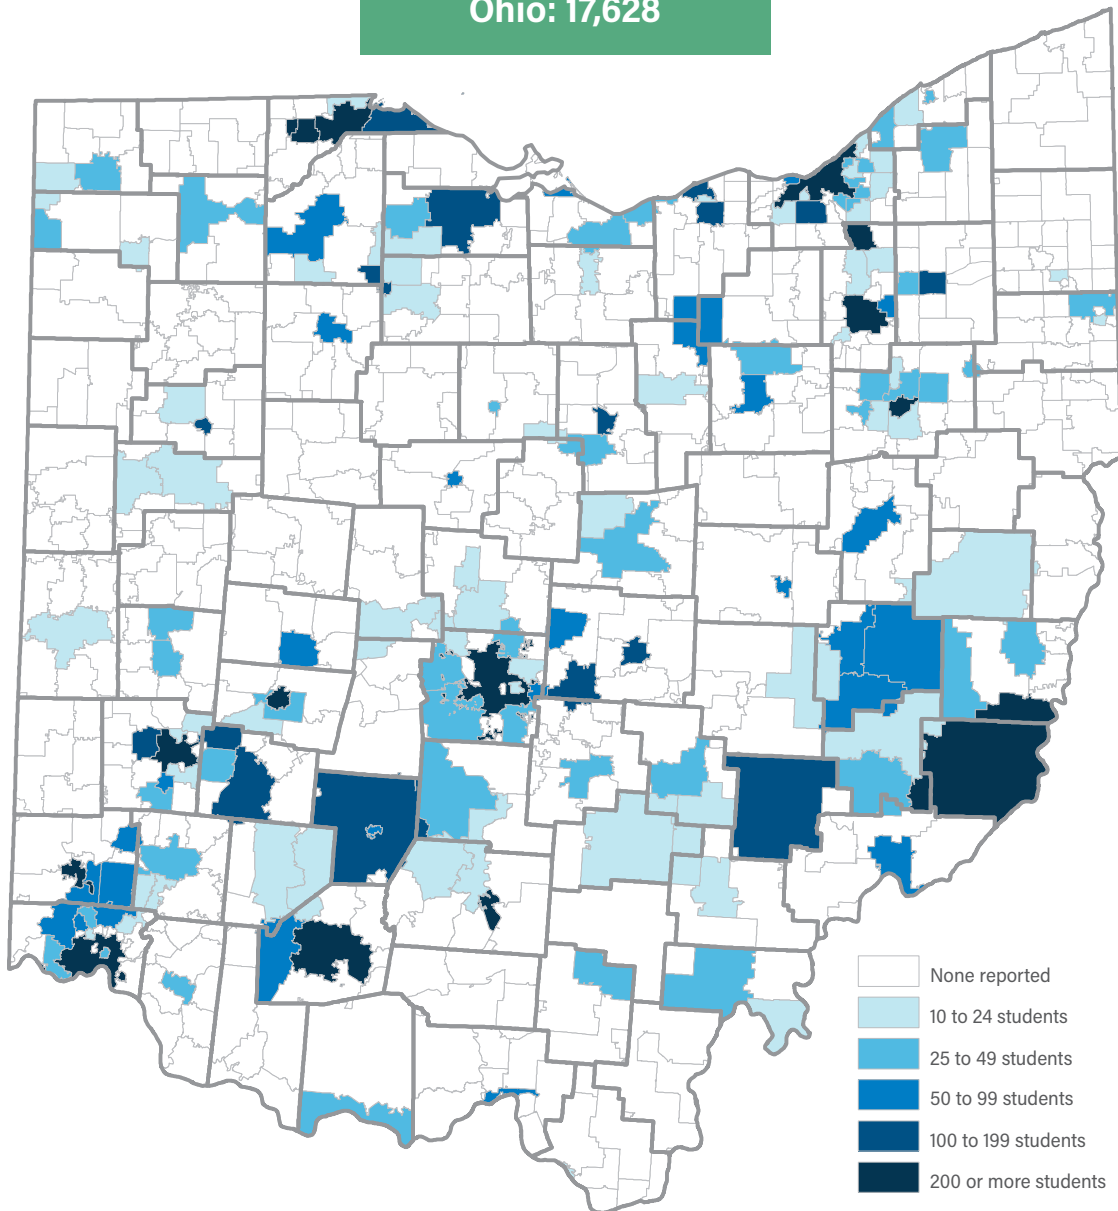 Ohio: 17,628
None reported
10 to 24 students
25 to 49 students
50 to 99 students
100 to 199 students
200 or more students